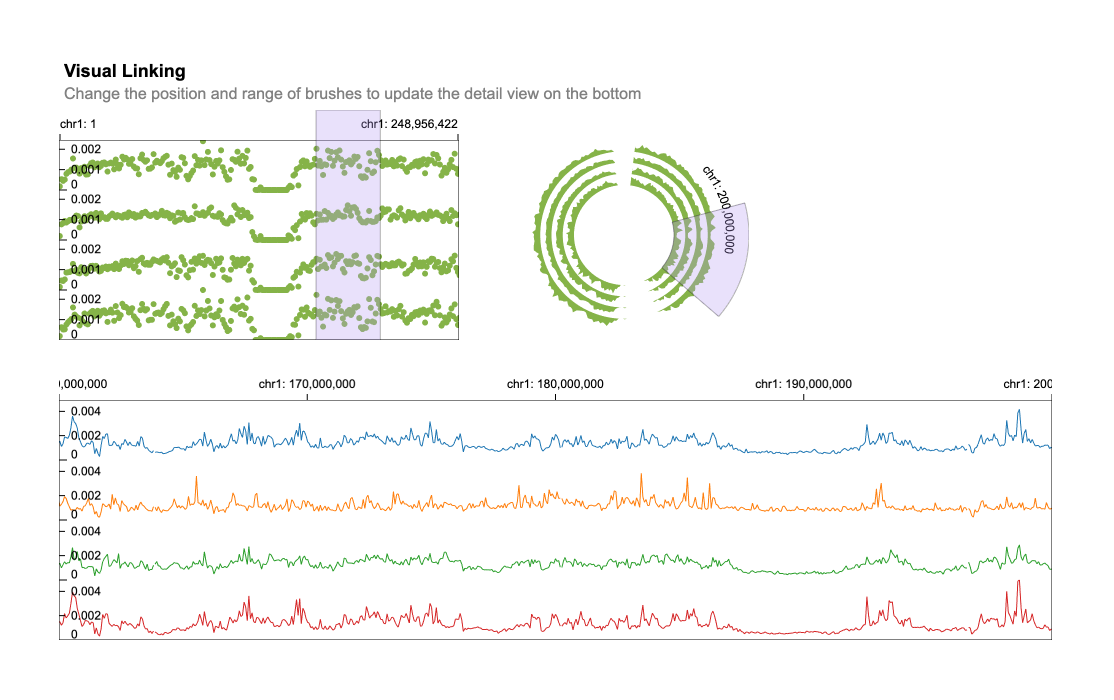 Visual Linking
Change the position and range of brushes to update the detail view on the bottom
chr1: 1
chr1: 248,956,422
0.002
0.001
0
0.002
0.001
0
0.002
0.001
0
0.002
0.001
0
chr1: 200,000,000
0,000,000
chr1: 170,000,000
chr1: 180,000,000
chr1: 190,000,000
chr1: 200
0.004
0.002
0
0.004
0.002
0
0.004
0.002
0
0.004
0.002
0